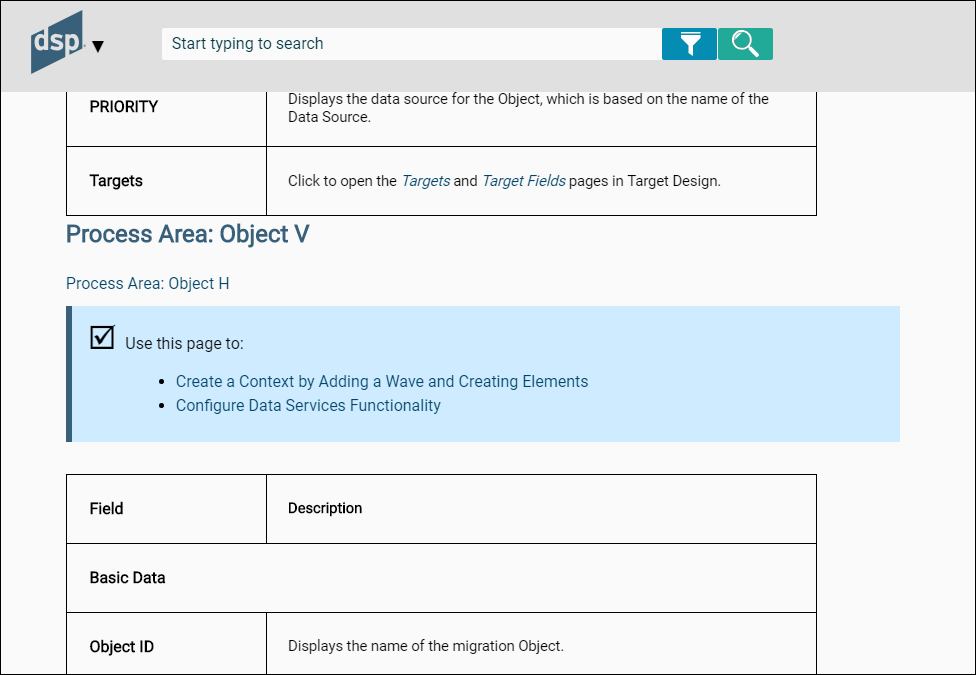 dsp
Start typing to search
PRIORITY
Displays the data source for the Object, which is based on the name of the
Data Source.
Targets
Click to open the Targets and Target Fields pages in Target Design.
Process Area: Object V
Process Area: Object H
Use this page to:
Create a Context by Adding a Wave and Creating Elements
Configure Data Services Functionality
Field
Description
Basic Data
Object ID
Displays the name of the migration Object.